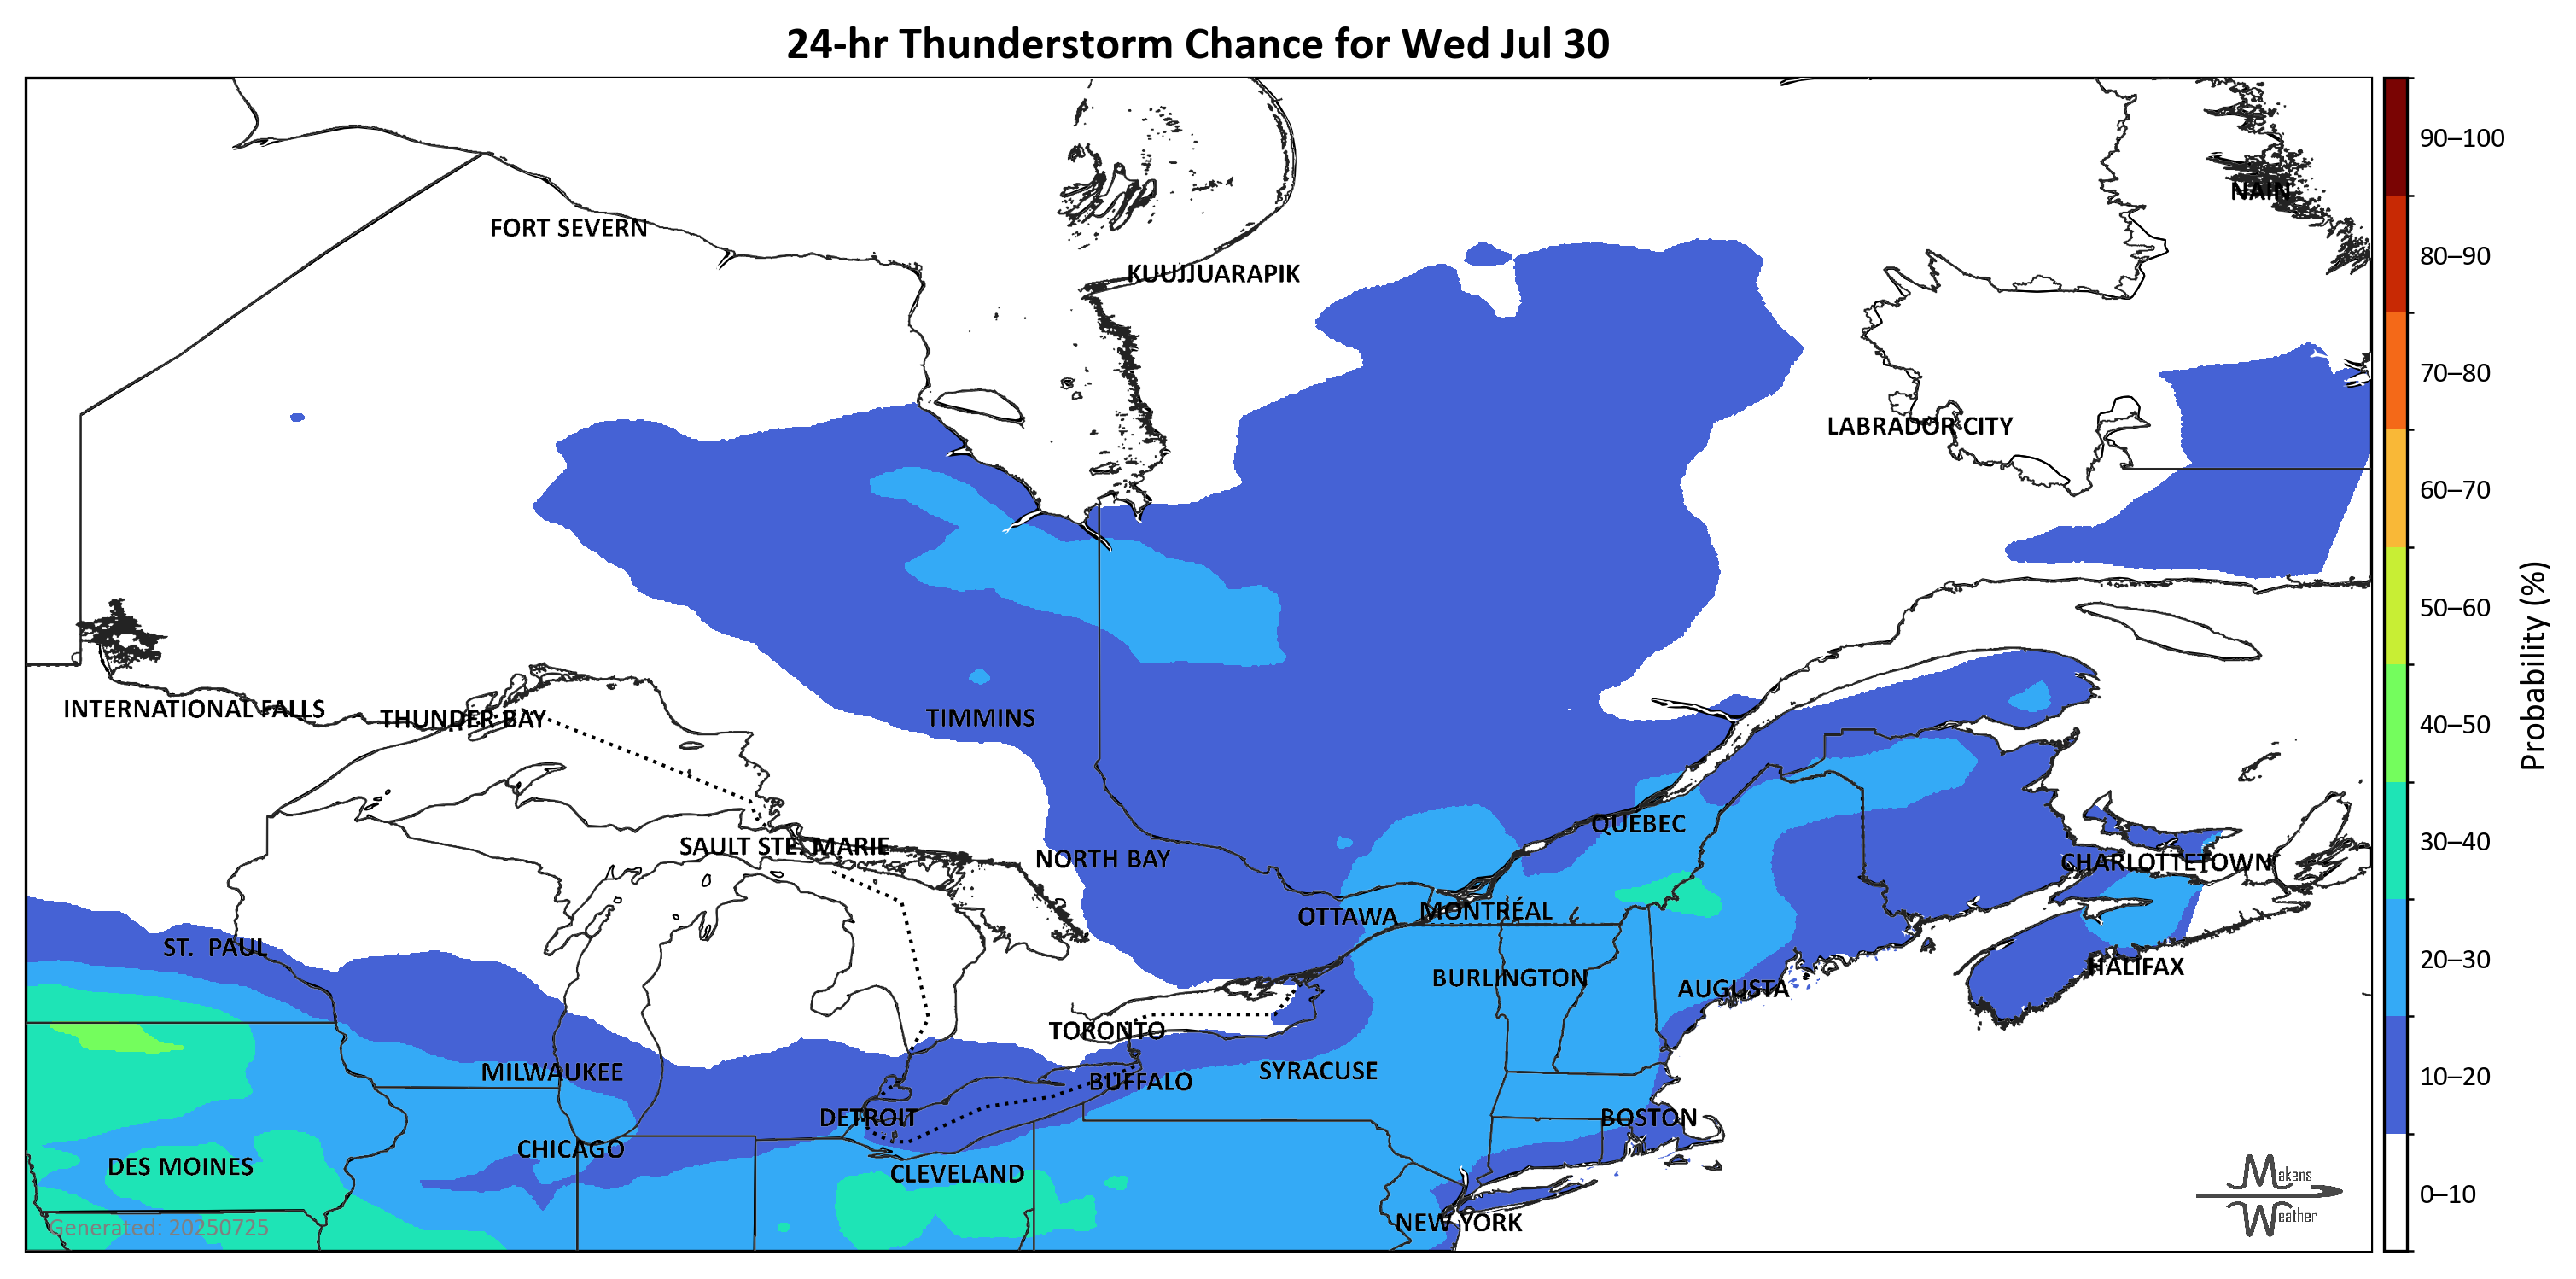 24-hr Thunderstorm Chance for Wed Jul 30
90–100
NAIN
FORT SEVERN
80–90
KUUJJUARAPIK
70–80
LABRADOR CITY
60–70
50–60
INTERNATIONAL FALLS
THUNDER BAY
TIMMINS
40–50
Probability (%)
QUEBEC
SAULT STE. MARIE
30–40
NORTH BAY
CHARLOTTETOWN
OTTAWA
MONTRÉAL
ST. PAUL
20–30
HALIFAX
BURLINGTON
AUGUSTA
TORONTO
MILWAUKEE
SYRACUSE
BUFFALO
10–20
DETROIT
BOSTON
CHICAGO
DES MOINES
CLEVELAND
Makens
Weather
0–10
NEW YORK
Generated: 20250725